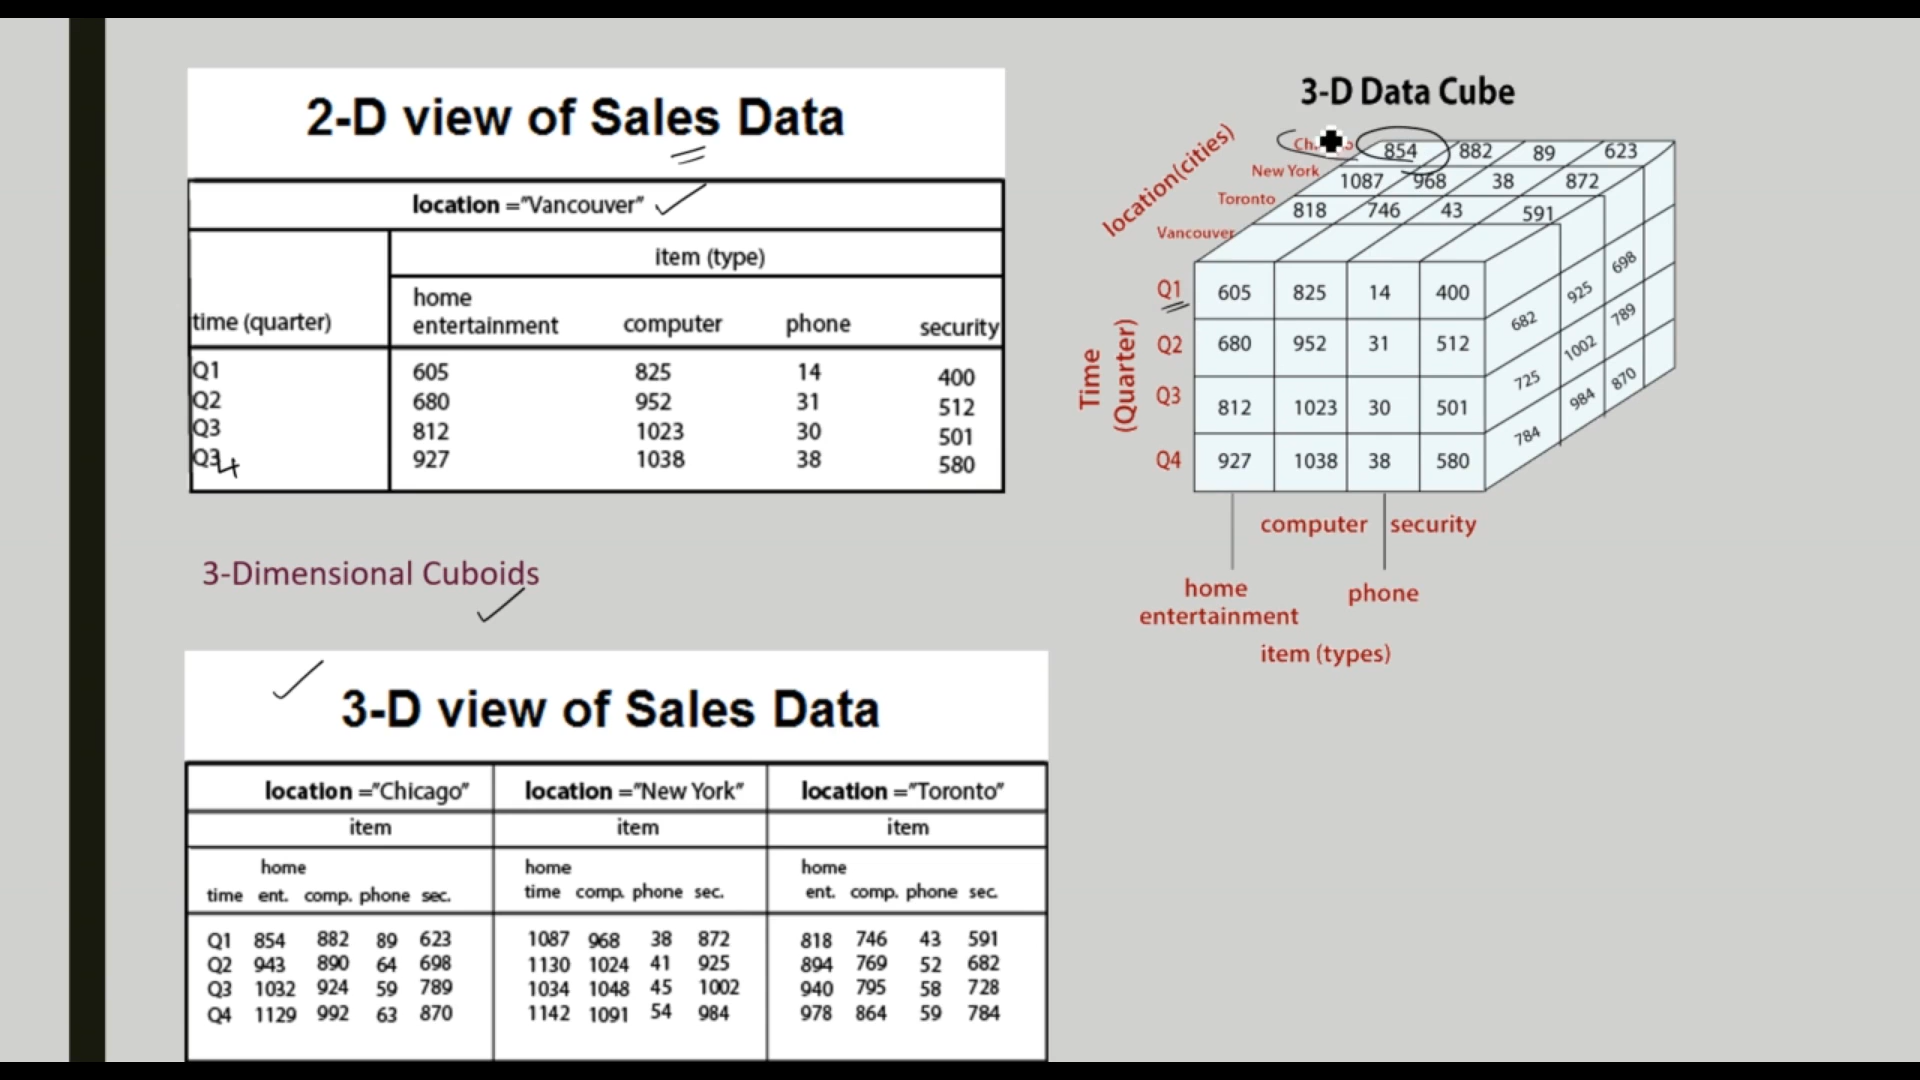 2-D view of Sales Data
location ="Vancouver"
item (type)
time (quarter) home entertainment computer phone security
Q1 605 825 14 400
Q2 680 952 31 512
Q3 812 1023 30 501
Q3 4 927 1038 38 580
3-Dimensional Cuboids
3-D view of Sales Data
location ="Chicago" location ="New York" location ="Toronto"
item item item
home home home
time ent. comp. phone sec. time comp. phone sec. ent. comp. phone sec.
Q1 854 882 89 623 1087 968 38 872 818 746 43 591
Q2 943 890 64 698 1130 1024 41 925 894 769 52 682
Q3 1032 924 59 789 1034 1048 45 1002 940 795 58 728
Q4 1129 992 63 870 1142 1091 54 984 978 864 59 784
3-D Data Cube
location(cities)
854 882 89 623
New York 1087 968 38 872
Toronto 818 746 43 591
Vancouver
Time
(Quarter)
Q1 605 825 14 400
Q2 680 952 31 512
Q3 812 1023 30 501
Q4 927 1038 38 580
682 925 698
725 1002 789
784 984 870
computer security
home
entertainment
phone
item (types)